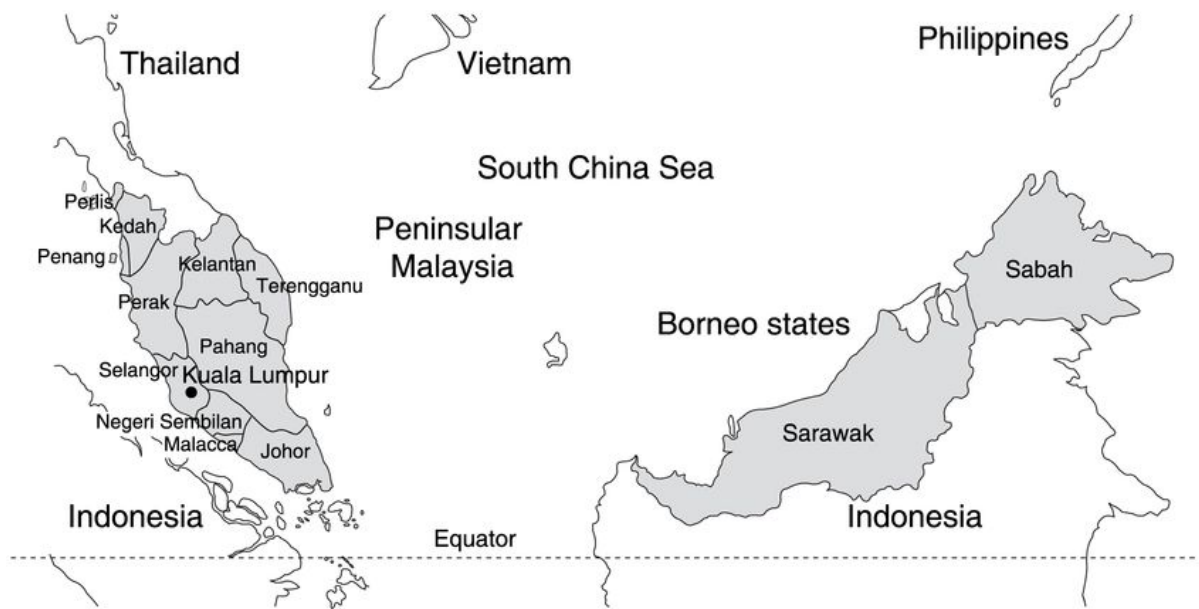 Philippines
Thailand
Vietnam
South China Sea
Perlis
Kedah
Peninsular
Malaysia
Penang
Kelantan
Sabah
Terengganu
Perak
Borneo states
Pahang
Selangor
Kuala Lumpur
Negeri Sembilan
Sarawak
Malacca
Johor
Indonesia
Indonesia
Equator